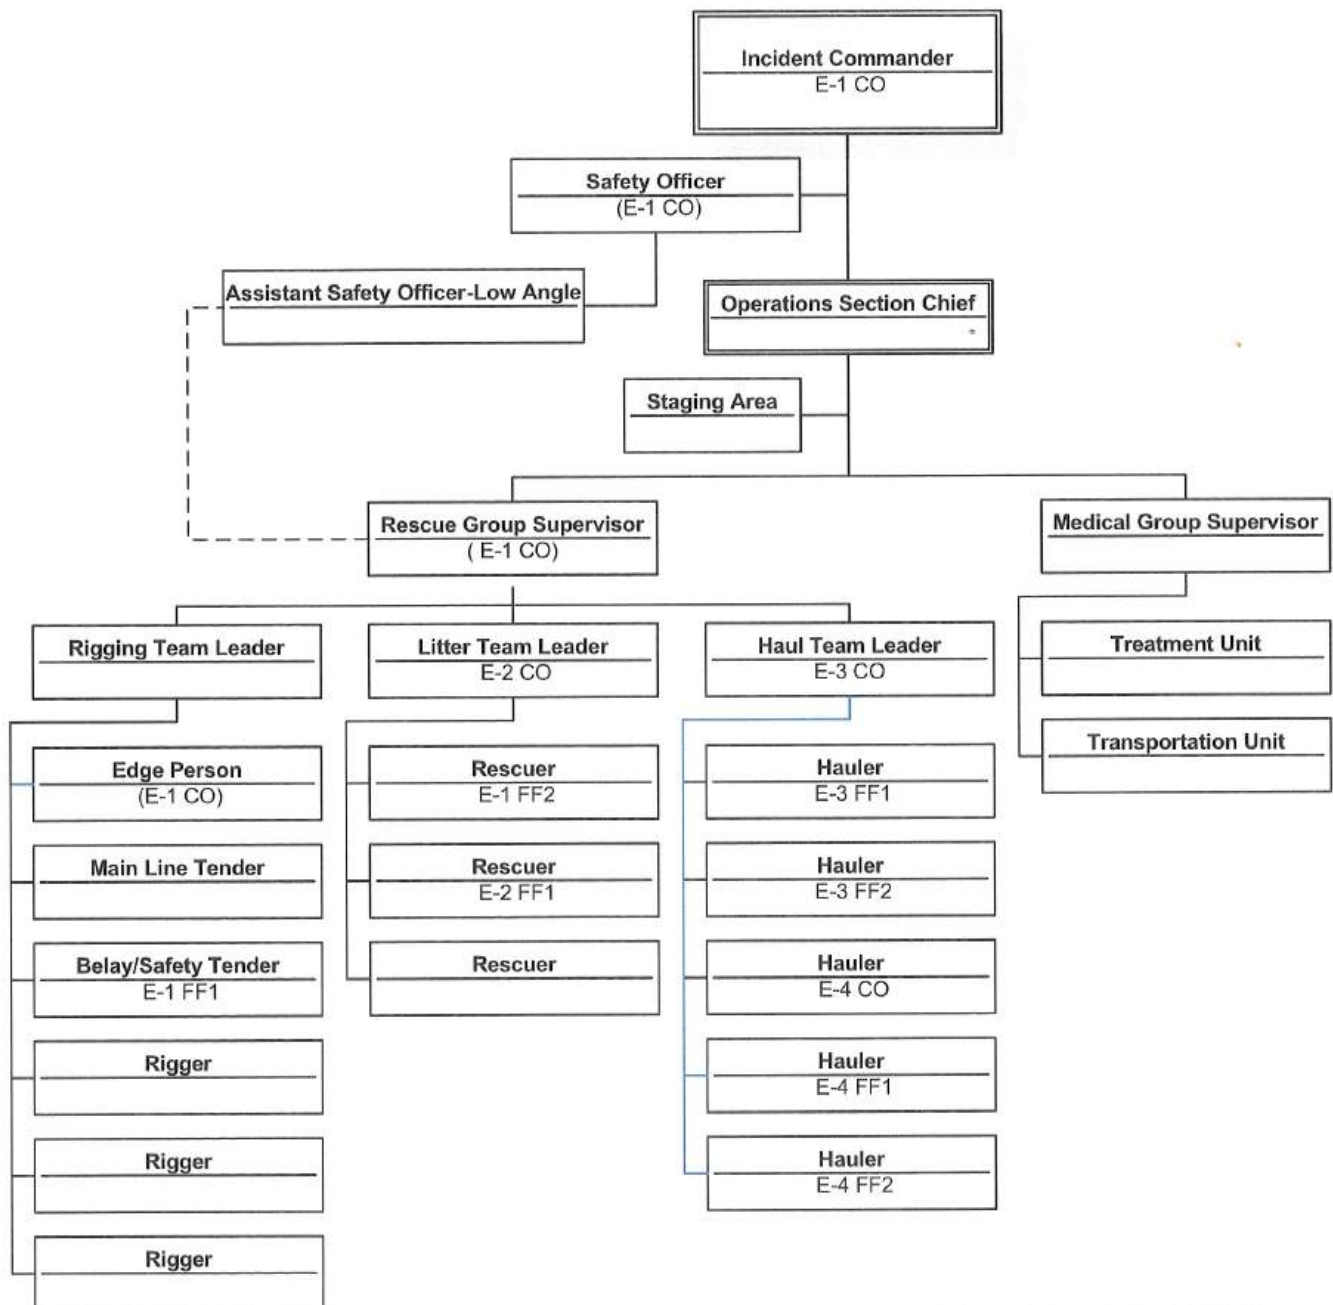 Incident Commander
E-1 CO
Safety Officer
(E-1 CO)
Assistant Safety Officer-Low Angle
Operations Section Chief
Staging Area
Rescue Group Supervisor
( E-1 CO)
Medical Group Supervisor
Rigging Team Leader
Litter Team Leader
E-2 CO
Haul Team Leader
E-3 CO
Treatment Unit
Transportation Unit
Edge Person
(E-1 CO)
Main Line Tender
Belay/Safety Tender
E-1 FF1
Rigger
Rigger
Rigger
Rescuer
E-1 FF2
Rescuer
E-2 FF1
Rescuer
Hauler
E-3 FF1
Hauler
E-3 FF2
Hauler
E-4 CO
Hauler
E-4 FF1
Hauler
E-4 FF2